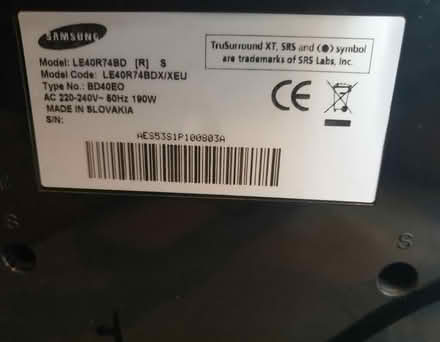 SAMSUNG
Model: LE40R74BD [R] S
Model Code: LE40R74BDX/XEU
Type No.: BD40EO
AC 220-240V~ 50Hz 190W
MADE IN SLOVAKIA
S/N:
AES53S1P100803A
TruSurround XT, SRS and (●) symbol
are trademarks of SRS Labs, Inc.
CE
S
S